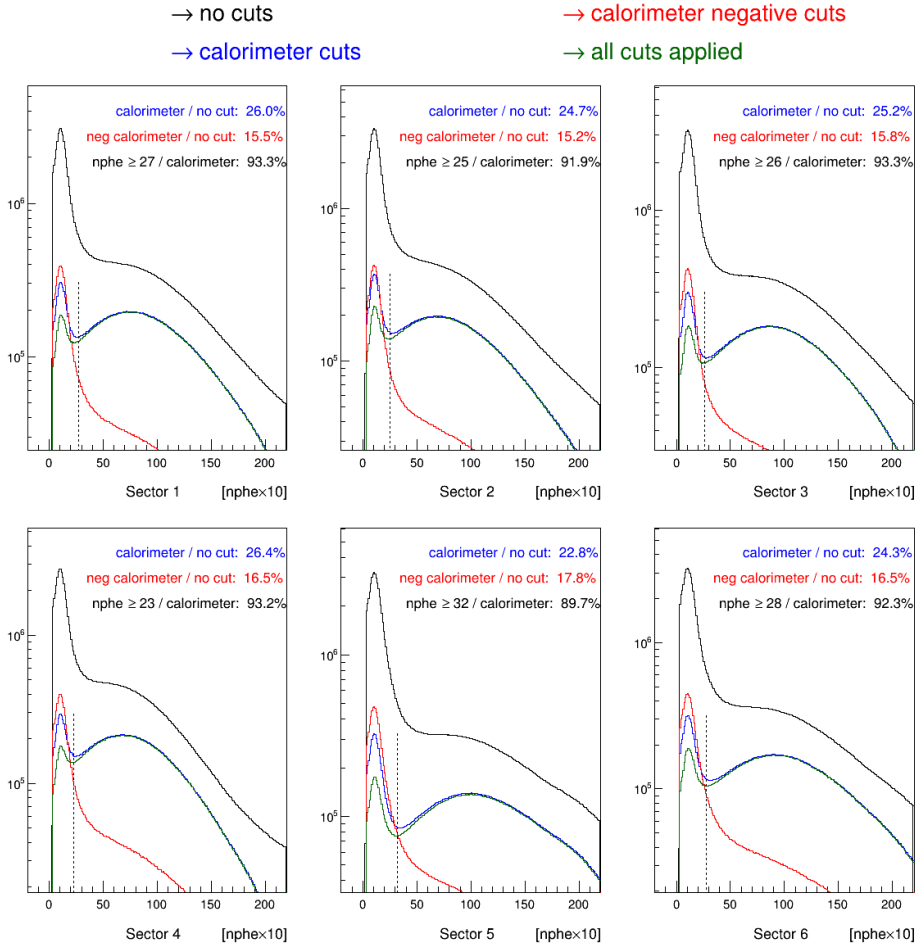 → no cuts → calorimeter negative cuts
→ calorimeter cuts → all cuts applied
calorimeter / no cut: 26.0%
neg calorimeter / no cut: 15.5%
nphe ≥ 27 / calorimeter: 93.3%
10^6
10^5
0 50 100 150 200
Sector 1 [nphe×10]
calorimeter / no cut: 24.7%
neg calorimeter / no cut: 15.2%
nphe ≥ 25 / calorimeter: 91.9%
10^6
10^5
0 50 100 150 200
Sector 2 [nphe×10]
calorimeter / no cut: 25.2%
neg calorimeter / no cut: 15.8%
nphe ≥ 26 / calorimeter: 93.3%
10^6
10^5
0 50 100 150 200
Sector 3 [nphe×10]
calorimeter / no cut: 26.4%
neg calorimeter / no cut: 16.5%
nphe ≥ 23 / calorimeter: 93.2%
10^6
10^5
0 50 100 150 200
Sector 4 [nphe×10]
calorimeter / no cut: 22.8%
neg calorimeter / no cut: 17.8%
nphe ≥ 32 / calorimeter: 89.7%
10^6
10^5
0 50 100 150 200
Sector 5 [nphe×10]
calorimeter / no cut: 24.3%
neg calorimeter / no cut: 16.5%
nphe ≥ 28 / calorimeter: 92.3%
10^6
10^5
0 50 100 150 200
Sector 6 [nphe×10]